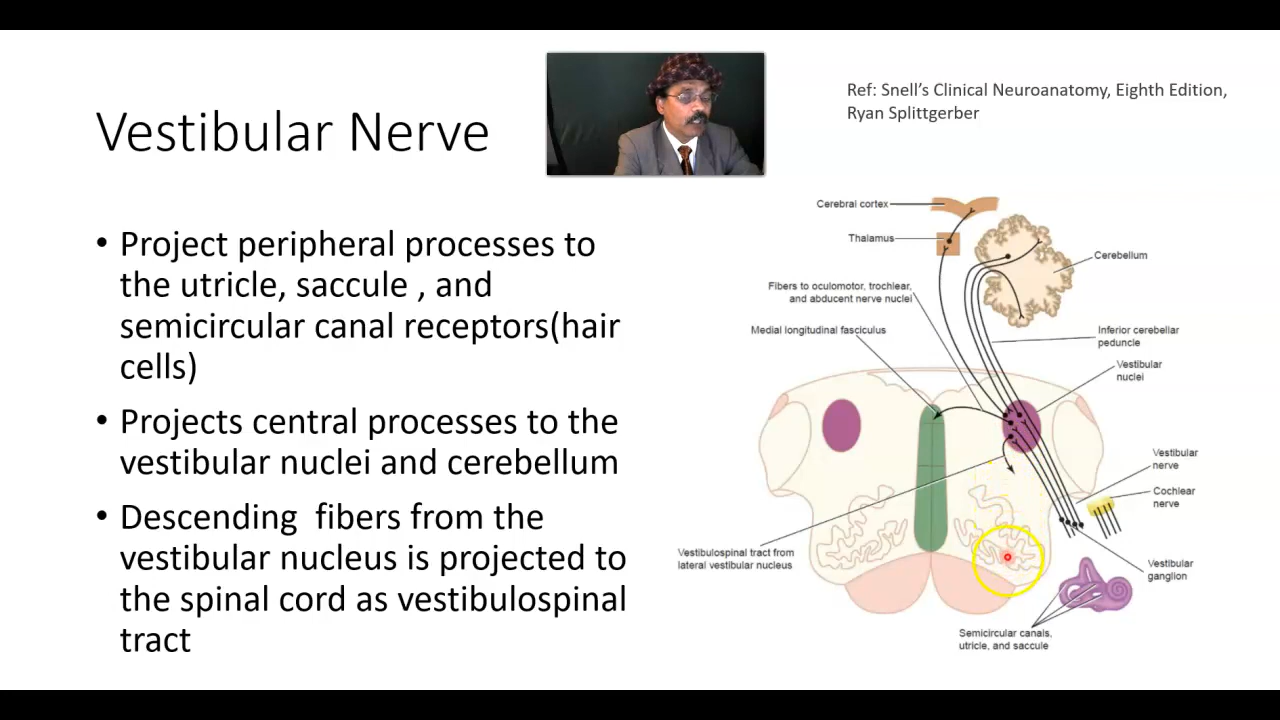 Ref: Snell's Clinical Neuroanatomy, Eighth Edition,
Ryan Splittgerber
Vestibular Nerve
• Project peripheral processes to
the utricle, saccule , and
semicircular canal receptors(hair
cells)
• Projects central processes to the
vestibular nuclei and cerebellum
• Descending  fibers from the
vestibular nucleus is projected to
the spinal cord as vestibulospinal
tract
Cerebral cortex
Thalamus
Cerebellum
Fibers to oculomotor, trochlear,
and abducent nerve nuclei
Medial longitudinal fasciculus
Inferior cerebellar
peduncle
Vestibular
nuclei
Vestibular
nerve
Cochlear
nerve
Vestibulospinal tract from
lateral vestibular nucleus
Vestibular
ganglion
Semicircular canals,
utricle, and saccule